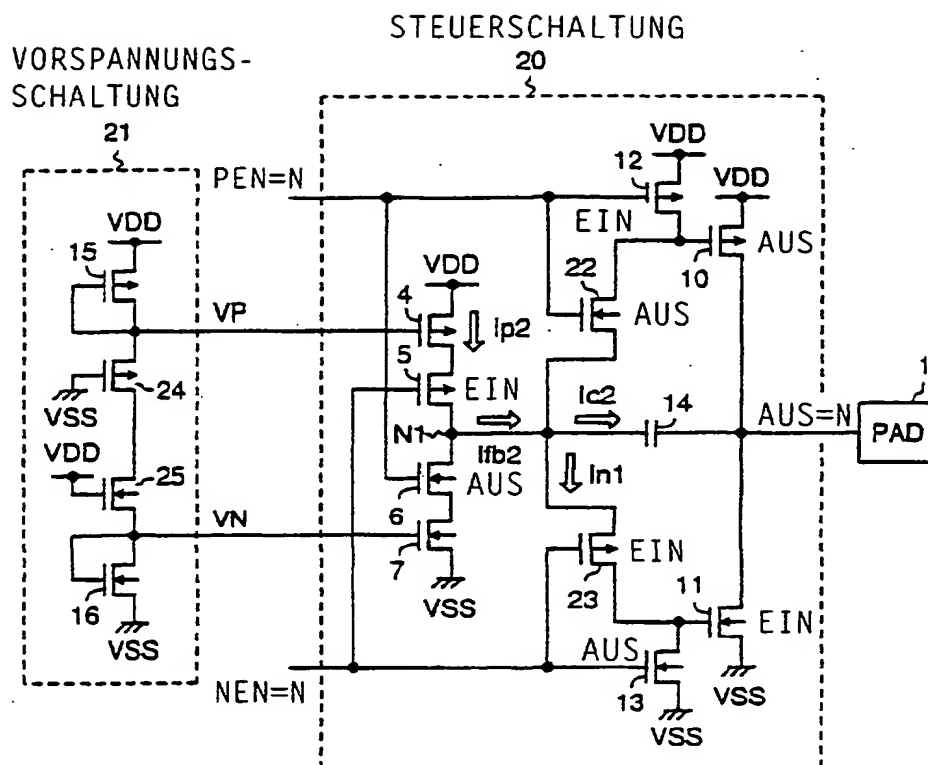 STEUERSCHALTUNG
20
VORSPANNUNGS-
SCHALTUNG
21
PEN=N
12
VDD
VDD
EIN
10
AUS
VDD
15
22
AUS
VDD
VP
4
Ip2
5
EIN
24
VSS
N1
Ifb2
Ic2
14
AUS=N
1
PAD
In1
VDD
25
6
AUS
VN
7
VSS
EIN
23
11
EIN
16
VSS
NEN=N
AUS
13
VSS
VSS